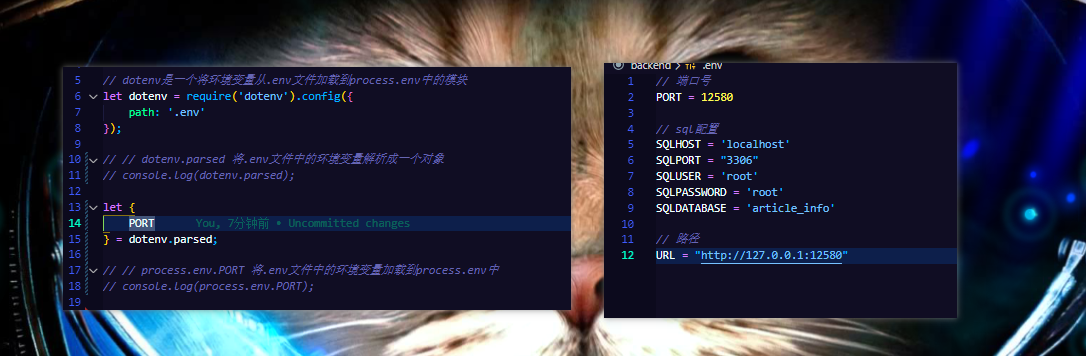 5 // dotenv是一个将环境变量从.env文件加载到process.env中的模块
6 let dotenv = require('dotenv').config({
7 path: '.env'
8 });
9
10 // // dotenv.parsed 将.env文件中的环境变量解析成一个对象
11 // console.log(dotenv.parsed);
12
13 let {
14 PORT You, 7分钟前 • Uncommitted changes
15 } = dotenv.parsed;
16
17 // // process.env.PORT 将.env文件中的环境变量加载到process.env中
18 // console.log(process.env.PORT);
19
backend > .env
1 // 端口号
2 PORT = 12580
3
4 // sql配置
5 SQLHOST = 'localhost'
6 SQLPORT = "3306"
7 SQLUSER = 'root'
8 SQLPASSWORD = 'root'
9 SQLDATABASE = 'article_info'
10
11 // 路径
12 URL = "http://127.0.0.1:12580"